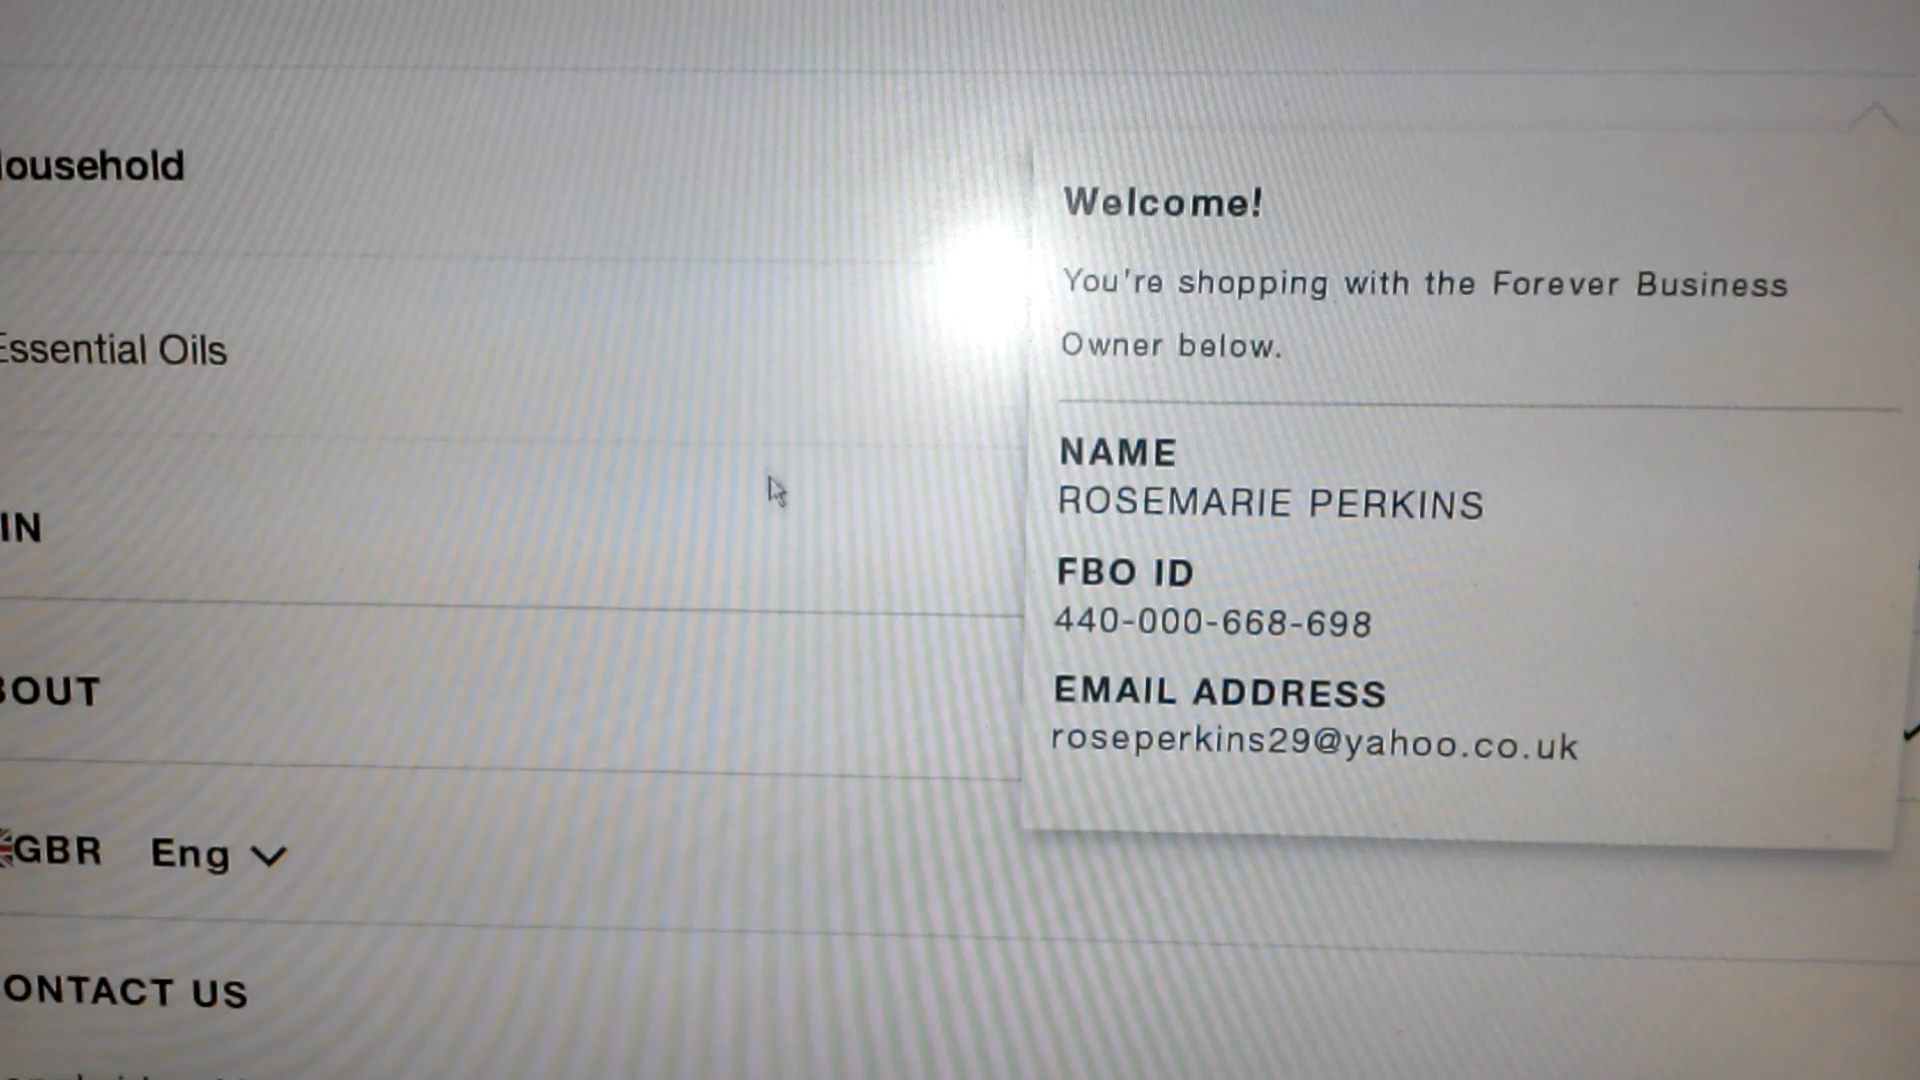 ousehold
Essential Oils
IN
BOUT
GBR Eng
ONTACT US
Welcome!
You're shopping with the Forever Business
Owner below.
NAME
ROSEMARIE PERKINS
FBO ID
440-000-668-698
EMAIL ADDRESS
roseperkins29@yahoo.co.uk